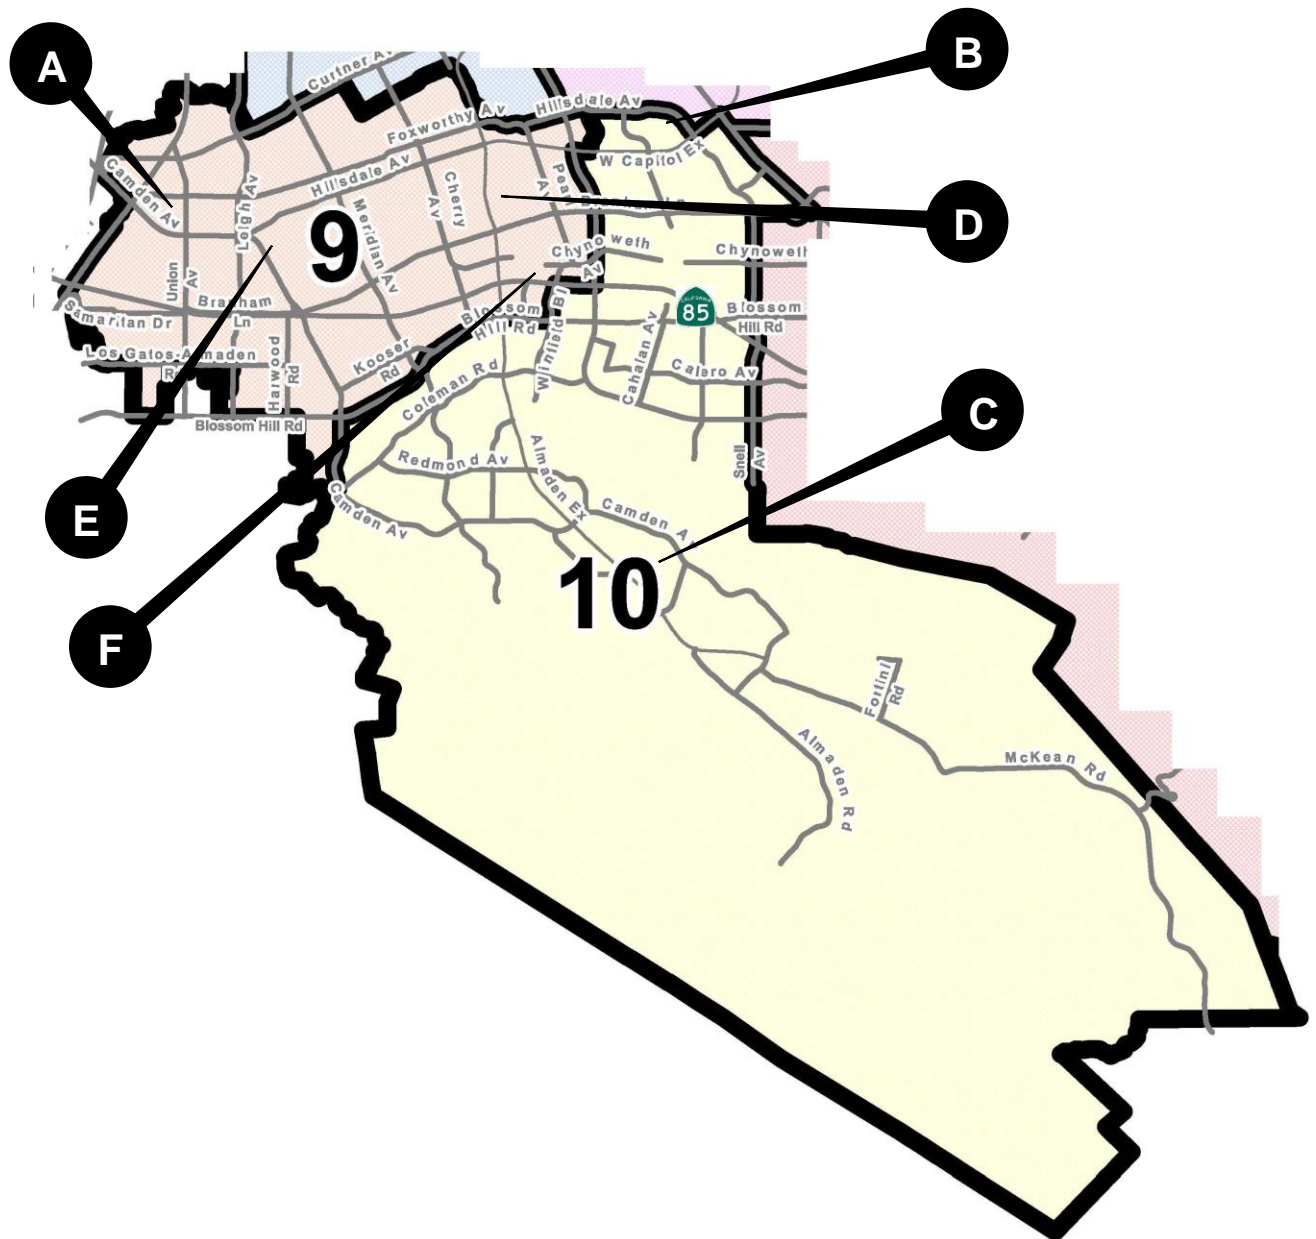 A
B
Curtner Av
Hillsdale Av
Foxworthy Av
W Capitol Ex
Camden Av
Hillsdale Av
Leigh Av
Cherry
Av
Pearl
Av
D
9
Meridian Av
Chynoweth
Av
Chynoweth
Union
Av
Branham
Ln
CALIFORNIA
85
Samaritan Dr
Blossom
Hill Rd
Blossom
Hill Rd
Winfield Bl
Cahalan Av
Los Gatos-Almaden
Rd
Harwood
Rd
Kooser
Rd
Coleman Rd
Calero Av
C
Blossom Hill Rd
Snell
Av
Redmond Av
Almaden Ex
E
Camden Av
Camden A
10
F
Fortini
Rd
Almaden Rd
McKean Rd